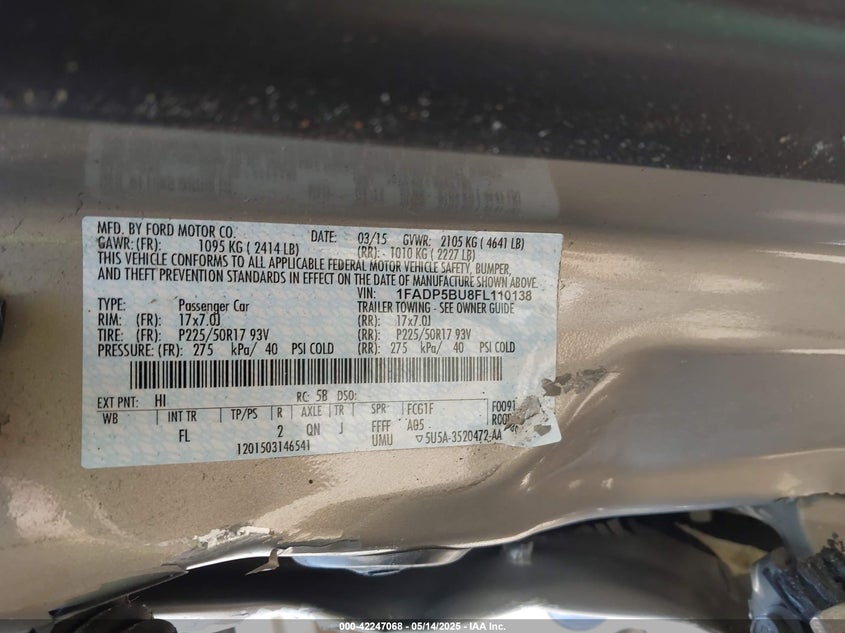 MFD. BY FORD MOTOR CO. DATE: 03/15 GVWR: 2105 KG ( 4641 LB)
GAWR: (FR): 1095 KG ( 2414 LB) (RR): 1010 KG ( 2227 LB)
THIS VEHICLE CONFORMS TO ALL APPLICABLE FEDERAL MOTOR VEHICLE SAFETY, BUMPER,
AND THEFT PREVENTION STANDARDS IN EFFECT ON THE DATE OF MANUFACTURE SHOWN ABOVE.
VIN: 1FADP5BU8FL110138
TYPE: Passenger Car TRAILER TOWING - SEE OWNER GUIDE
RIM: (FR): 17x7.0J (RR): 17x7.0J
TIRE: (FR): P225/50R17 93V (RR): P225/50R17 93V
PRESSURE: (FR): 275 kPa/ 40 PSI COLD (RR): 275 kPa/ 40 PSI COLD
EXT PNT: HI RC: 5B DSO:
WB INT TR TP/PS R AXLE TR SPR FCG1F F0091
FL 2 QN J FFFF A05
1201503146541 UMU 5U5A-3520472-AA
000 - 42247068 - 05/14/2025 - IAA Inc.